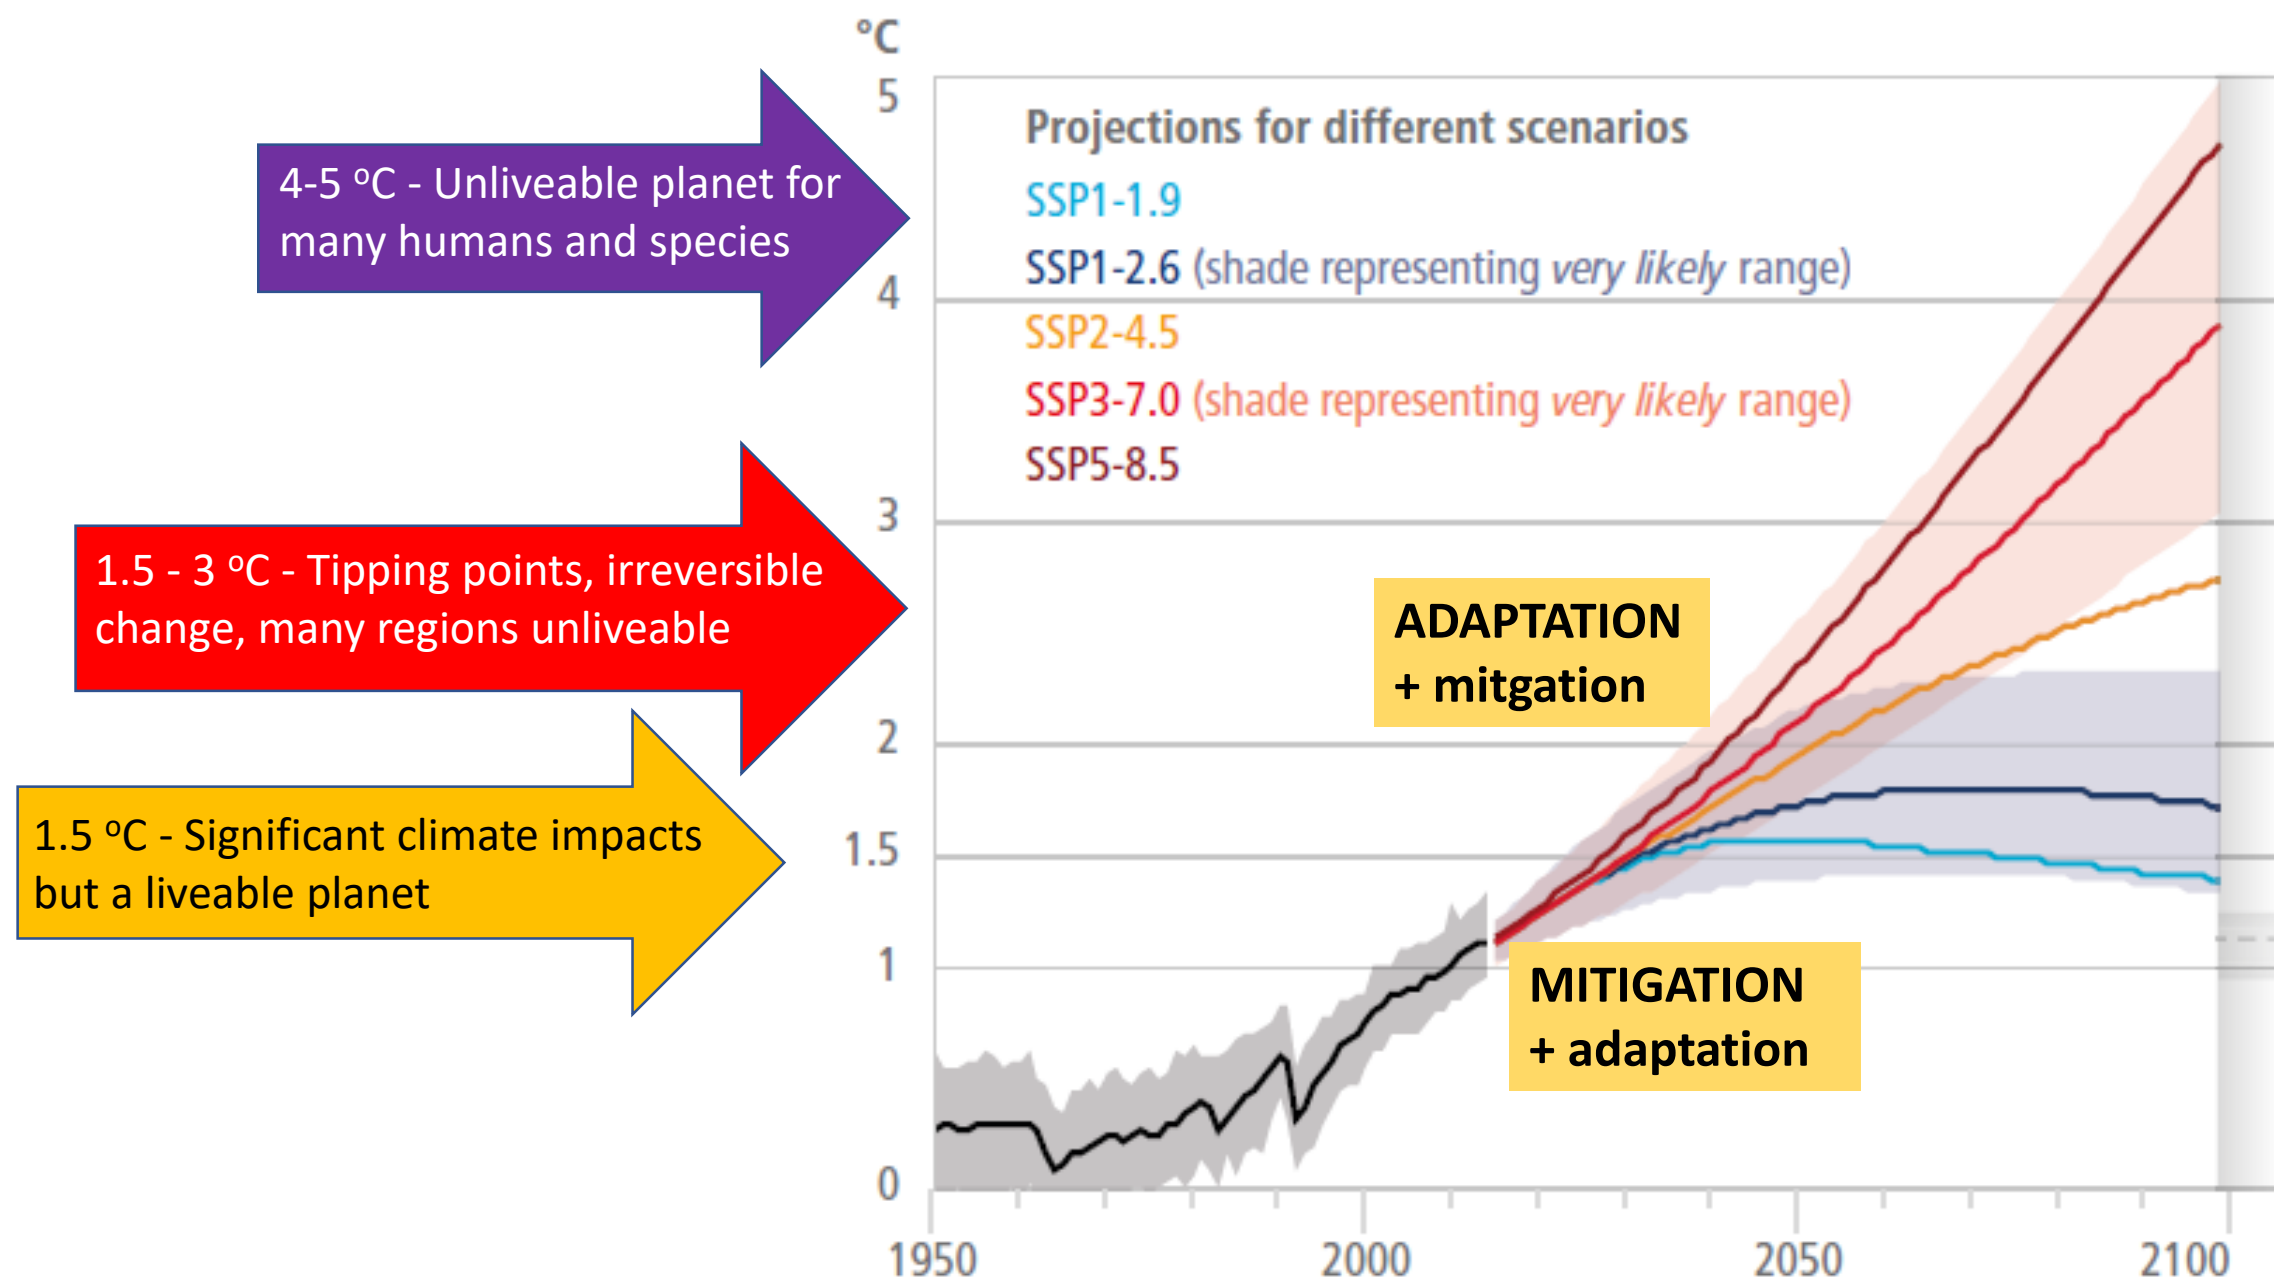 °C
5
4
3
2
1.5
1
0
1950
2000
2050
2100
Projections for different scenarios
SSP1-1.9
SSP1-2.6 (shade representing very likely range)
SSP2-4.5
SSP3-7.0 (shade representing very likely range)
SSP5-8.5
4-5 ºC - Unliveable planet for
many humans and species
1.5 - 3 ºC - Tipping points, irreversible
change, many regions unliveable
1.5 ºC - Significant climate impacts
but a liveable planet
ADAPTATION
+ mitgation
MITIGATION
+ adaptation